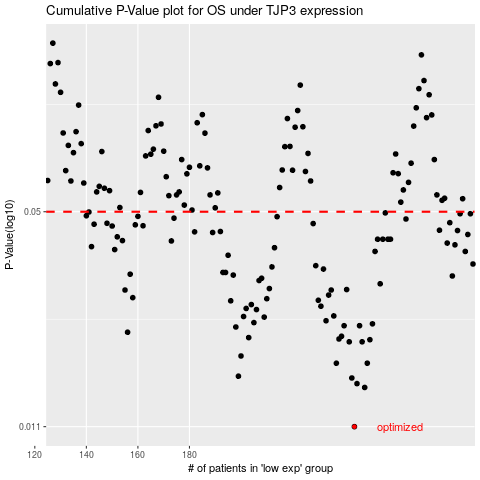 Cumulative P-Value plot for OS under TJP3 expression
P-Value(log10)
0.05
0.011
optimized
120 140 160 180
# of patients in 'low exp' group